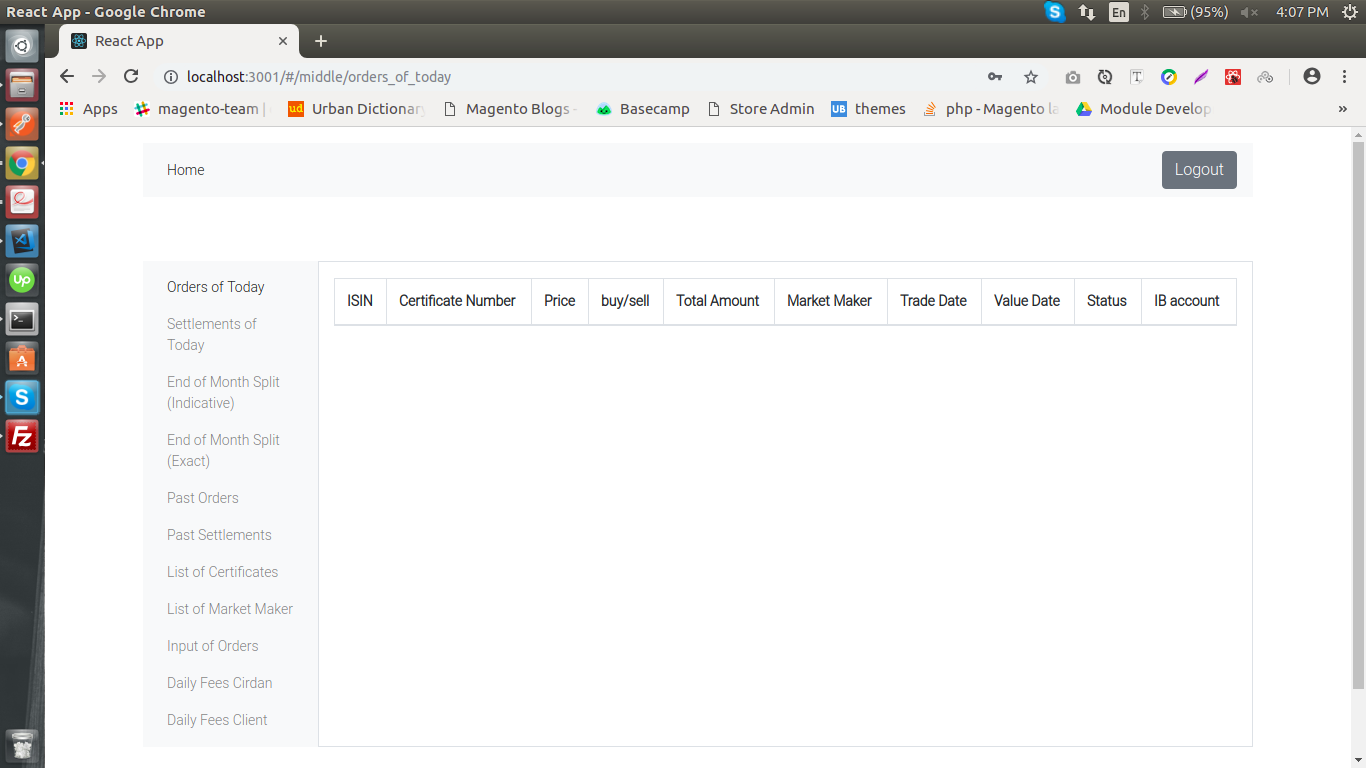 React App - Google Chrome
En
(95%)
4:07 PM
React App
localhost:3001/#/middle/orders_of_today
Apps
magento-team |
ud
Urban Dictionary
Magento Blogs -
Basecamp
Store Admin
UB
themes
php - Magento la
Module Develop
»
Home
Logout
Orders of Today
Settlements of
Today
End of Month Split
(Indicative)
End of Month Split
(Exact)
Past Orders
Past Settlements
List of Certificates
List of Market Maker
Input of Orders
Daily Fees Cirdan
Daily Fees Client
ISIN Certificate Number Price buy/sell Total Amount Market Maker Trade Date Value Date Status IB account
Up
S
Fz